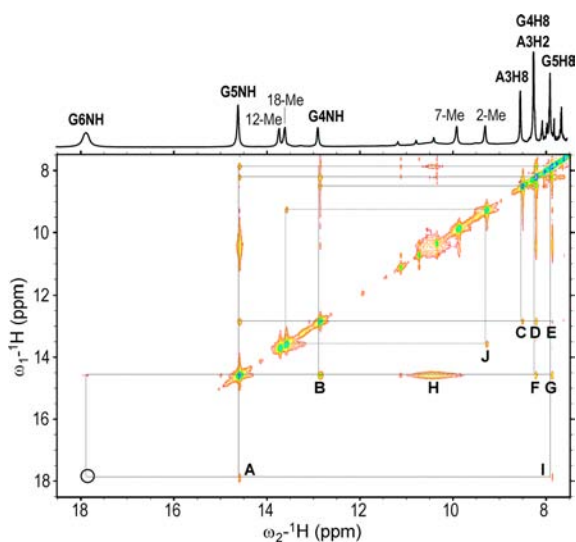 G4H8
G6NH G5NH 18-Me 12-Me G4NH 7-Me 2-Me A3H8 A3H2 G5H8
8
10
12
C D E
J
B H F G
14
16
A I
18
ω₁-¹H (ppm)
18 16 14 12 10 8
ω₂-¹H (ppm)